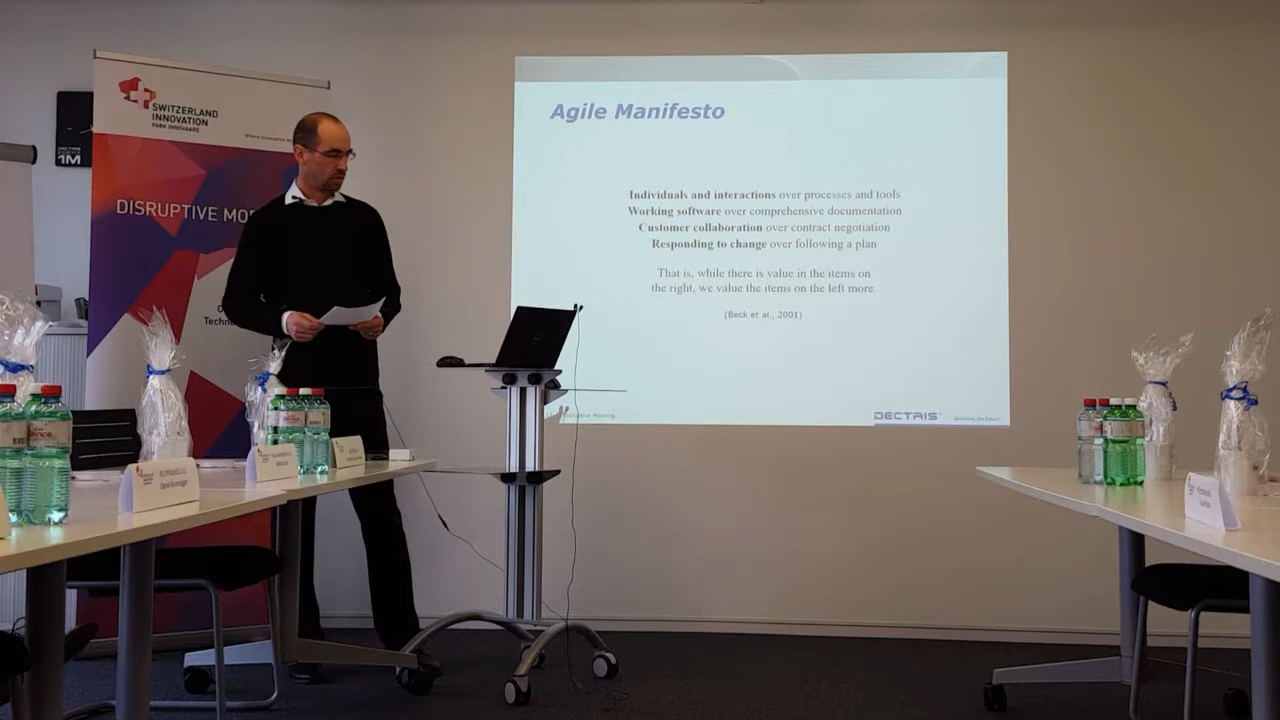 SWITZERLAND
INNOVATION
PARK INNOVAARE
DECTRIS
1M
DISRUPTIVE MO
Agile Manifesto
Individuals and interactions over processes and tools
Working software over comprehensive documentation
Customer collaboration over contract negotiation
Responding to change over following a plan
That is, while there is value in the items on
the right, we value the items on the left more.
(Beck et al., 2001)
DECTRIS